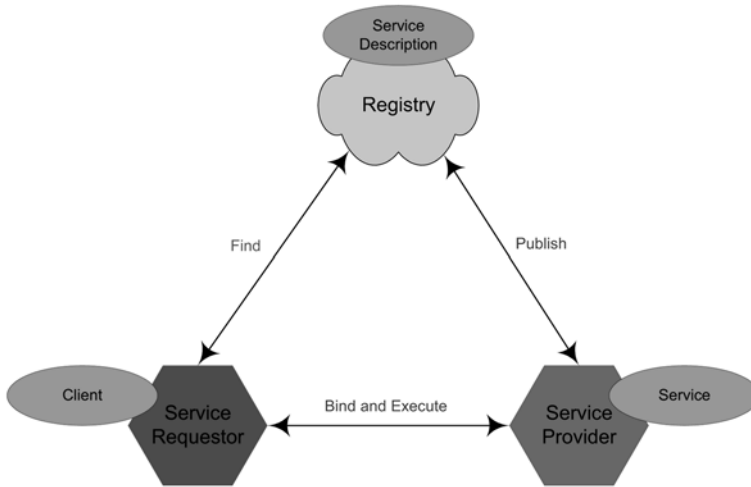 Service
Description
Registry
Find
Publish
Client
Service
Requestor
Bind and Execute
Service
Provider
Service